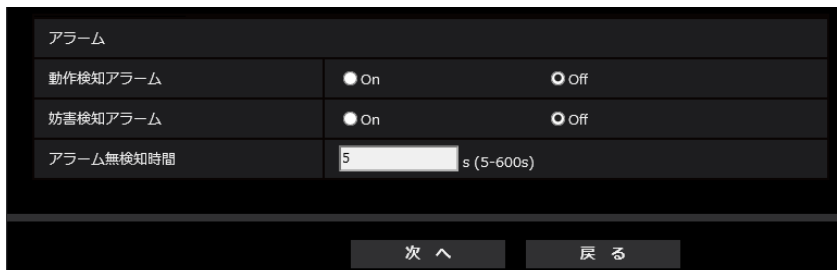 アラーム
動作検知アラーム On Off
妨害検知アラーム On Off
アラーム無検知時間 5 s (5-600s)
次 へ 戻 る